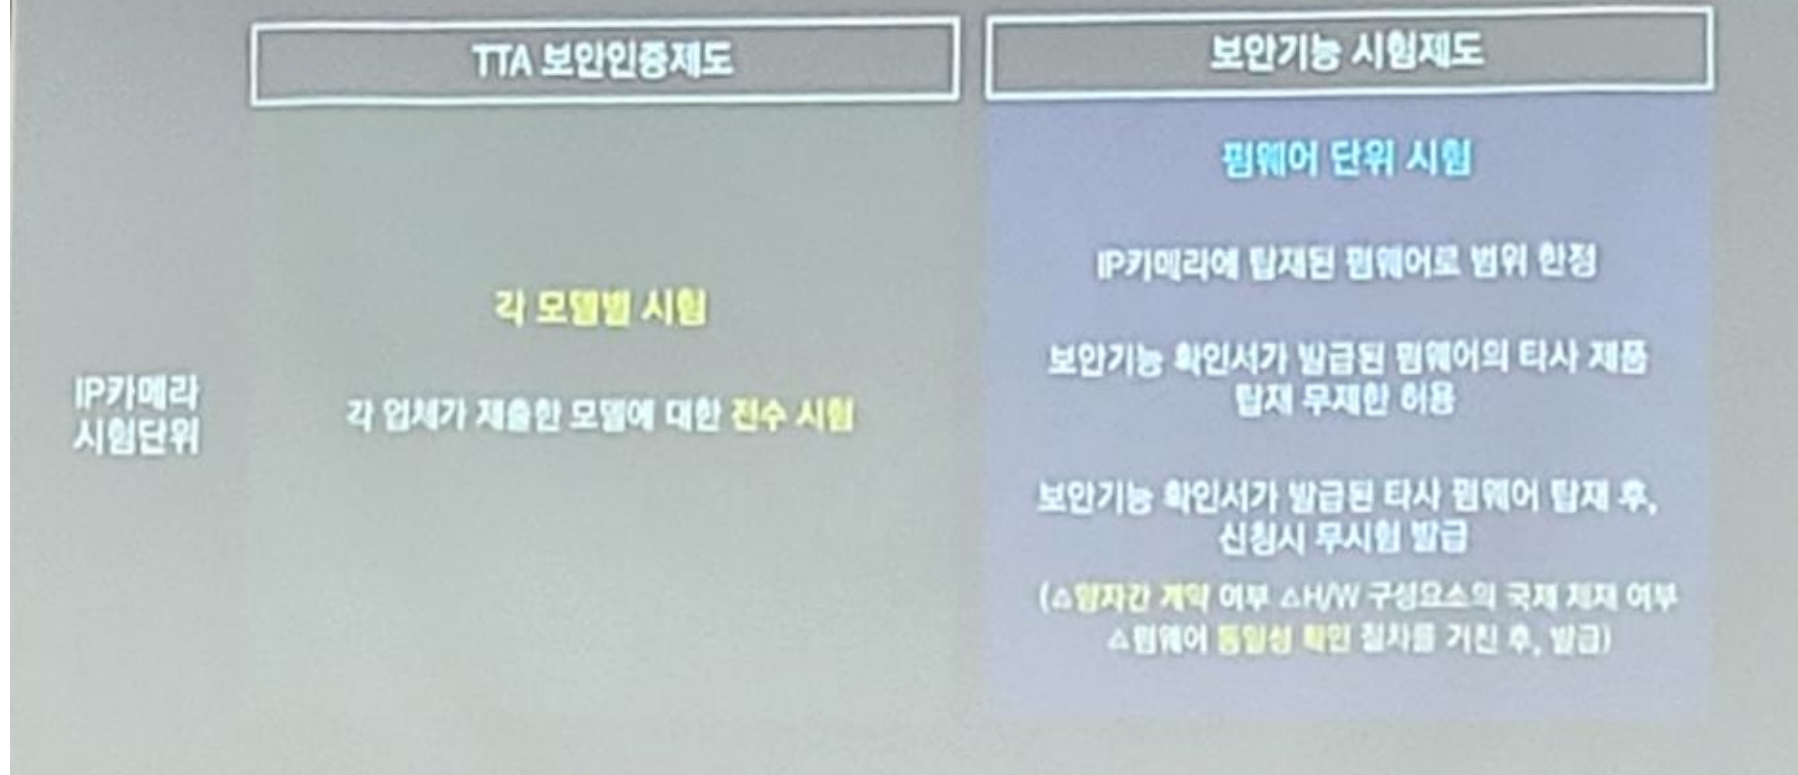 TTA 보안인증제도
보안기능 시험제도
IP카메라
시험단위
각 모델별 시험
각 업체가 제출한 모델에 대한 전수 시험
펌웨어 단위 시험
IP카메라에 탑재된 펌웨어로 범위 한정
보안기능 확인서가 발급된 펌웨어의 타사 제품
탑재 무제한 허용
보안기능 확인서가 발급된 타사 펌웨어 탑재 후,
신청시 무시험 발급
(△양자간 계약 여부 △H/W 구성요소의 국제 제재 여부
△펌웨어 동일성 확인 절차를 거친 후, 발급)